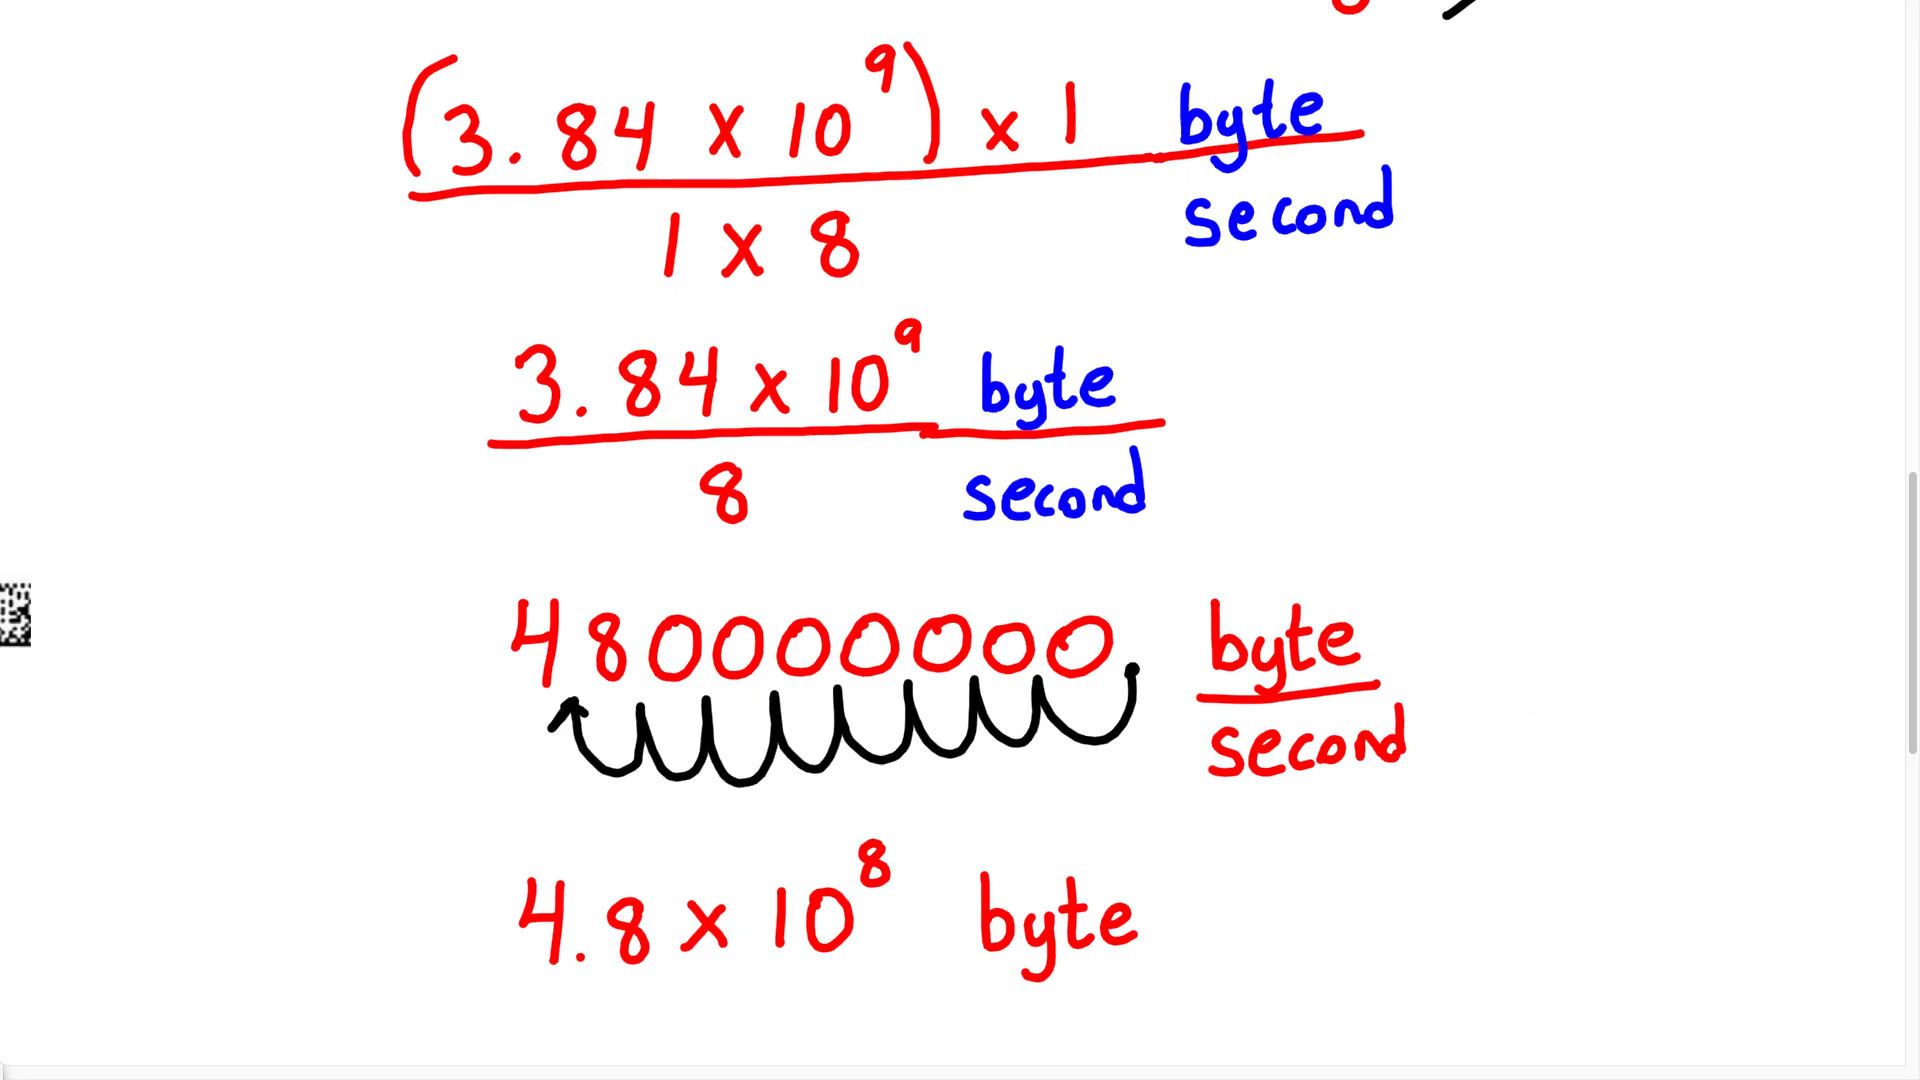 (3.84 x 10⁹) x 1 byte
1 x 8 second
3.84 x 10⁹ byte
8 second
480000000. byte
second
4.8 x 10⁸ byte